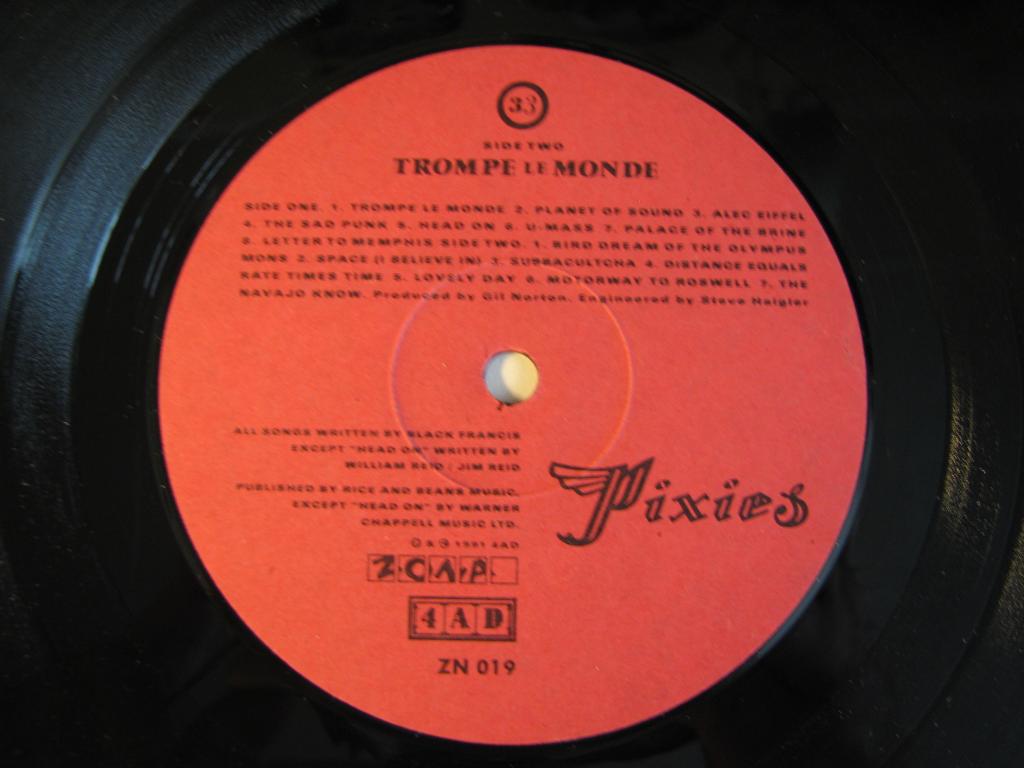 33
SIDE TWO
TROMPE LE MONDE
SIDE ONE. 1. TROMPE LE MONDE 2. PLANET OF SOUND 3. ALEC EIFFEL
4. THE SAD PUNK 5. HEAD ON 6. U-MASS 7. PALACE OF THE BRINE
8. LETTER TO MEMPHIS SIDE TWO. 1. BIRD DREAM OF THE OLYMPUS
MONS 2. SPACE (I BELIEVE IN) 3. SUBBACULTCHA 4. DISTANCE EQUALS
RATE TIMES TIME 5. LOVELY DAY 6. MOTORWAY TO ROSWELL 7. THE
NAVAJO KNOW. Produced by Gil Norton. Engineered by Steve Haigler
ALL SONGS WRITTEN BY BLACK FRANCIS
EXCEPT "HEAD ON" WRITTEN BY
WILLIAM REID / JIM REID
PUBLISHED BY RICE AND BEANS MUSIC.
EXCEPT "HEAD ON" BY WARNER
CHAPPELL MUSIC LTD.
© & ℗ 1991 4AD
Pixies
4AD
ZN 019